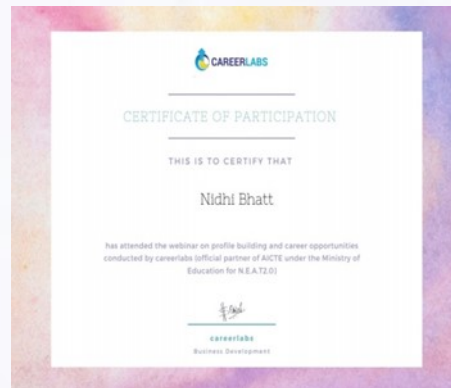 CAREERLABS
CERTIFICATE OF PARTICIPATION
THIS IS TO CERTIFY THAT
Nidhi Bhatt
has attended the webinar on profile building and career opportunities
conducted by careerlabs (official partner of AICTE under the Ministry of
Education for N.E.A.T2.0)
careerlabs
Business Development